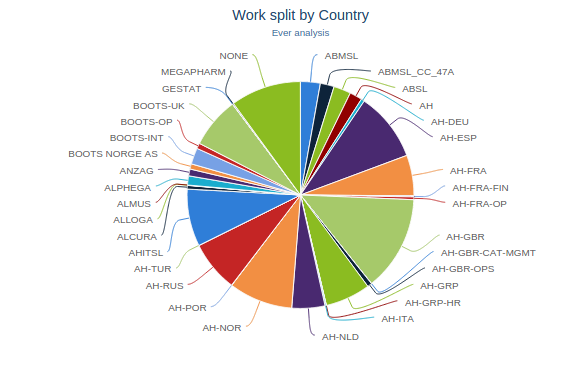 Work split by Country
Ever analysis
NONE
ABMSL
MEGAPHARM
ABMSL_CC_47A
GESTAT
ABSL
BOOTS-UK
AH
BOOTS-OP
AH-DEU
BOOTS-INT
AH-ESP
BOOTS NORGE AS
ANZAG
AH-FRA
ALPHEGA
AH-FRA-FIN
ALMUS
AH-FRA-OP
ALLOGA
ALCURA
AH-GBR
AHITSL
AH-GBR-CAT-MGMT
AH-TUR
AH-GBR-OPS
AH-RUS
AH-GRP
AH-POR
AH-GRP-HR
AH-NOR
AH-ITA
AH-NLD